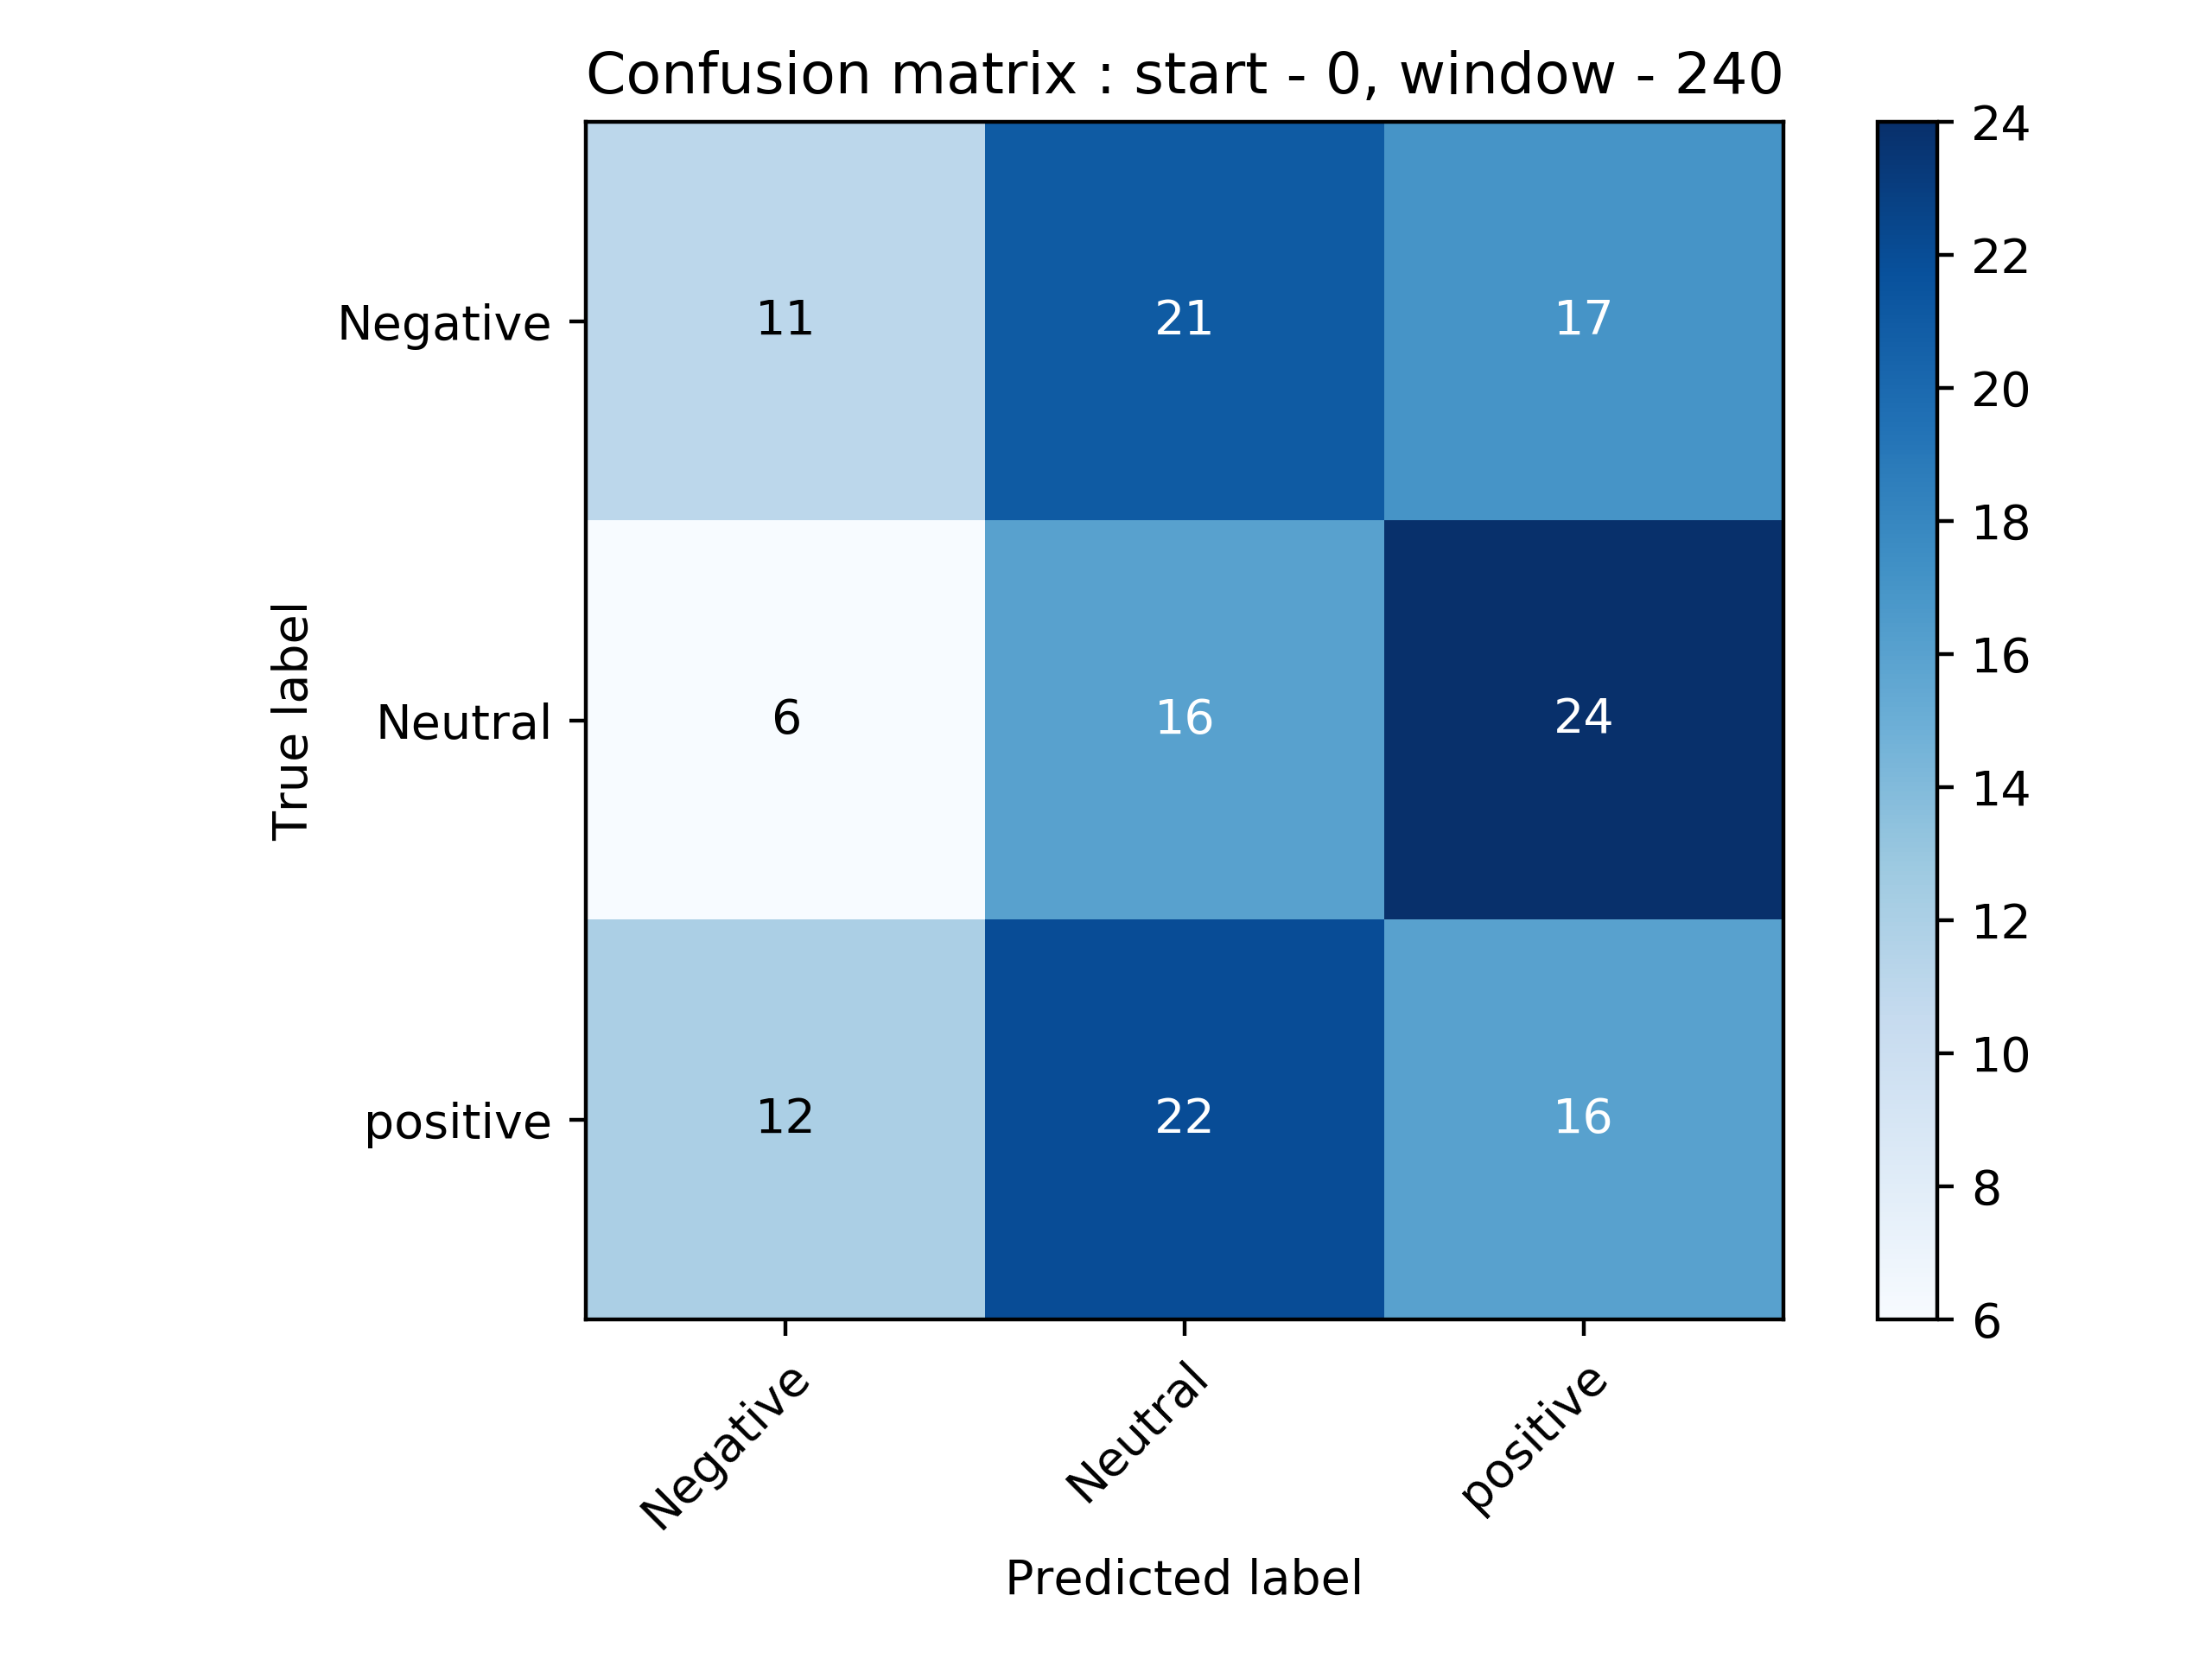 Confusion matrix : start - 0, window - 240
True label
Negative
11
21
17
Neutral
6
16
24
positive
12
22
16
Negative
Neutral
positive
Predicted label
24
22
20
18
16
14
12
10
8
6